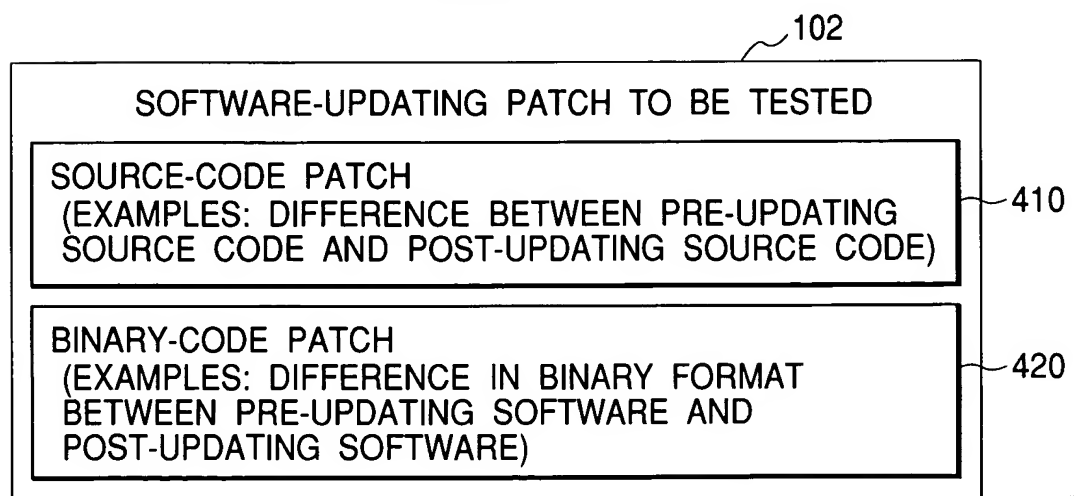 102
SOFTWARE-UPDATING PATCH TO BE TESTED
SOURCE-CODE PATCH
(EXAMPLES: DIFFERENCE BETWEEN PRE-UPDATING
SOURCE CODE AND POST-UPDATING SOURCE CODE)
410
BINARY-CODE PATCH
(EXAMPLES: DIFFERENCE IN BINARY FORMAT
BETWEEN PRE-UPDATING SOFTWARE AND
POST-UPDATING SOFTWARE)
420